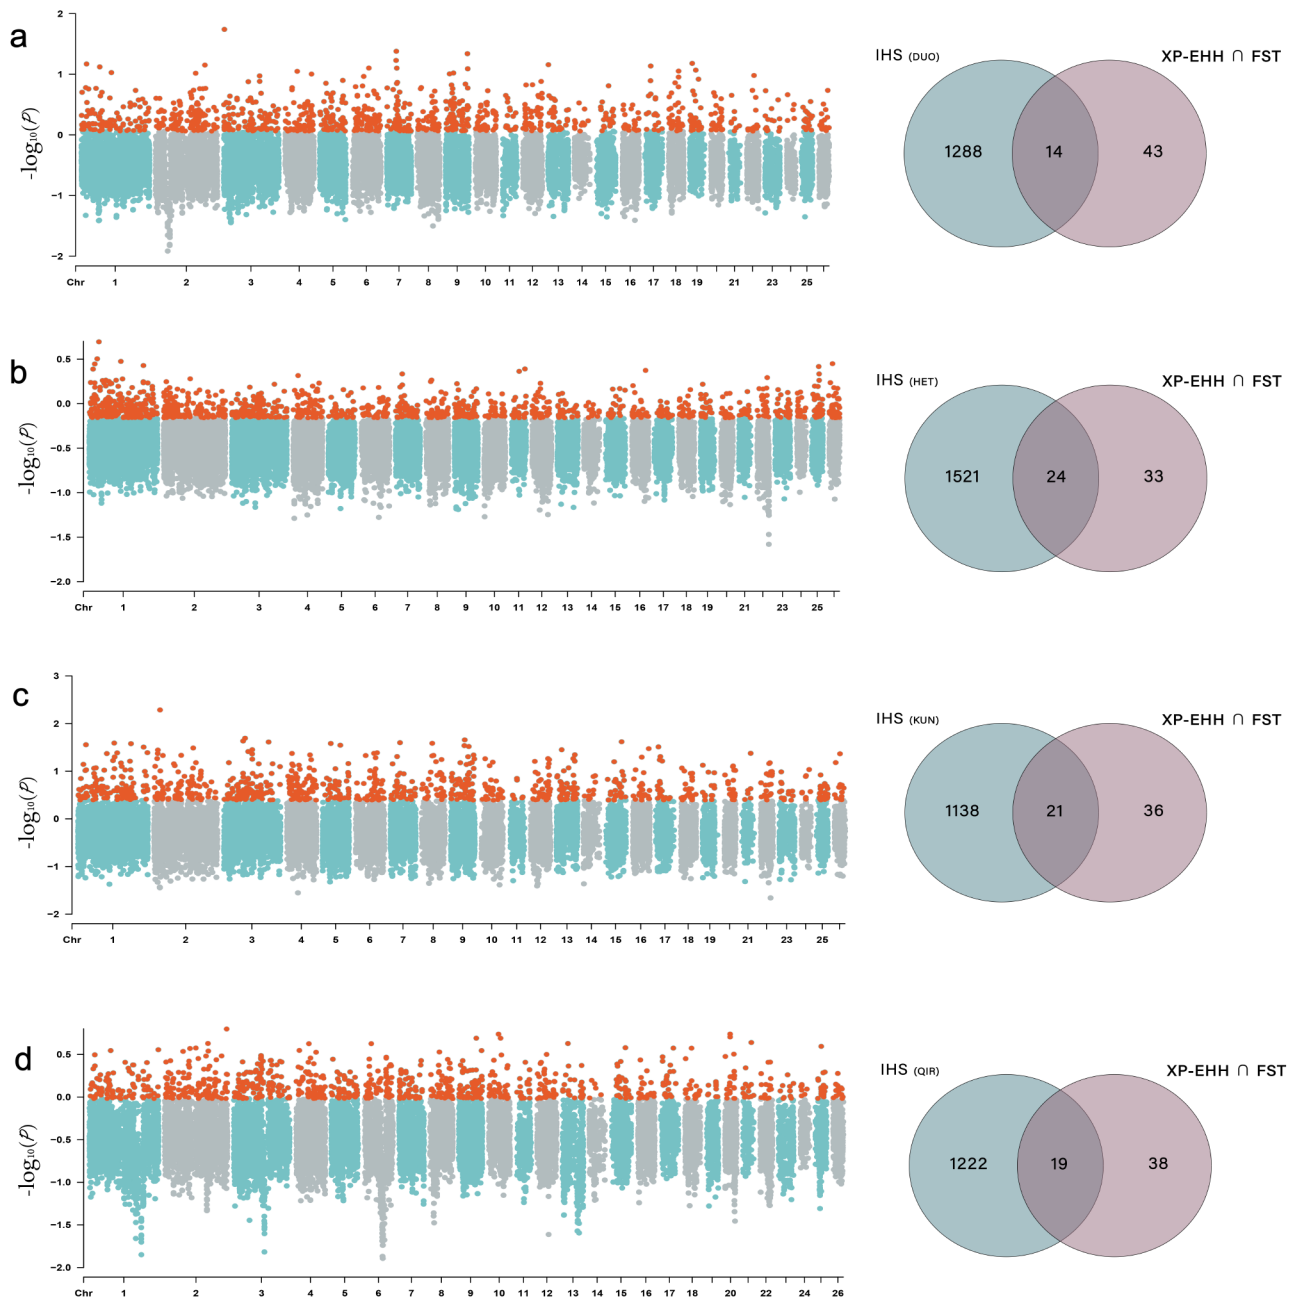 a
-log₁₀(P)
2
1
0
−1
−2
Chr 1 2 3 4 5 6 7 8 9 10 11 12 13 14 15 16 17 18 19 21 23 25
IHS (DUO)
XP-EHH ∩ FST
1288 14 43
b
-log₁₀(P)
0.5
0.0
−0.5
−1.0
−1.5
−2.0
Chr 1 2 3 4 5 6 7 8 9 10 11 12 13 14 15 16 17 18 19 21 23 25
IHS (HET)
XP-EHH ∩ FST
1521 24 33
c
-log₁₀(P)
3
2
1
0
−1
−2
Chr 1 2 3 4 5 6 7 8 9 10 11 12 13 14 15 16 17 18 19 21 23 25
IHS (KUN)
XP-EHH ∩ FST
1138 21 36
d
-log₁₀(P)
0.5
0.0
−0.5
−1.0
−1.5
−2.0
Chr 1 2 3 4 5 6 7 8 9 10 11 12 13 14 15 16 17 18 20 22 24 26
IHS (QIR)
XP-EHH ∩ FST
1222 19 38